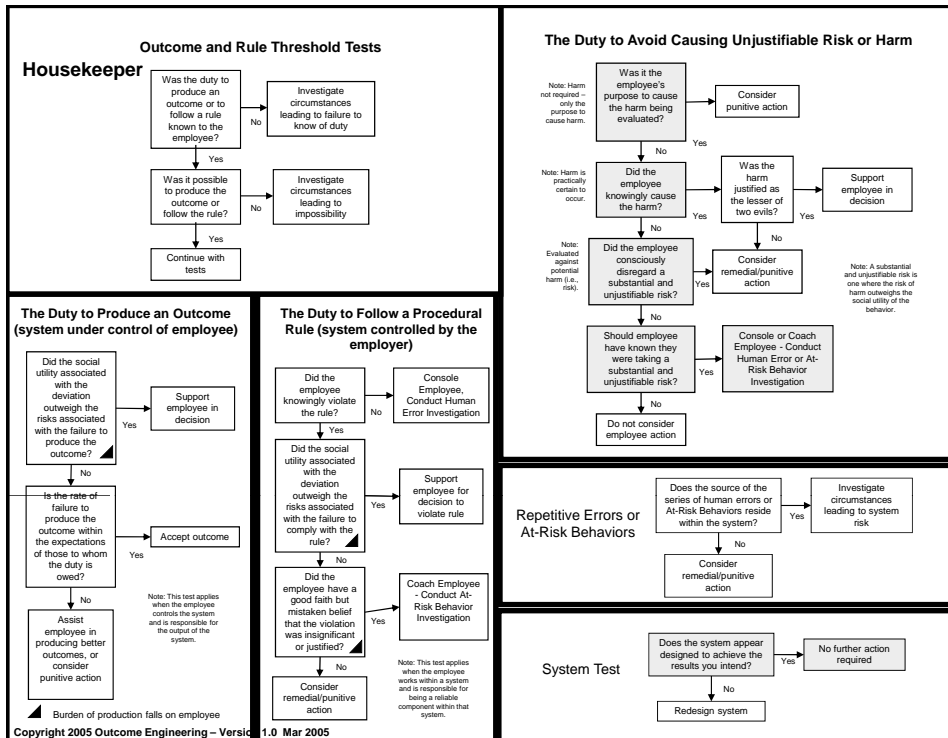 Outcome and Rule Threshold Tests
Housekeeper
Was the duty to
produce an
outcome or to
follow a rule
known to the
employee?
No
Investigate
circumstances
leading to failure to
know of duty
Yes
Was it possible
to produce the
outcome or
follow the rule?
No
Investigate
circumstances
leading to
impossibility
Yes
Continue with
tests
The Duty to Avoid Causing Unjustifiable Risk or Harm
Note: Harm
not required –
only the
purpose to
cause harm.
Was it the
employee's
purpose to cause
the harm being
evaluated?
Yes
Consider
punitive action
No
Note: Harm is
practically
certain to
occur.
Did the
employee
knowingly cause
the harm?
Yes
Was the
harm
justified as
the lesser of
two evils?
Yes
Support
employee in
decision
No
No
Note:
Evaluated
against
potential
harm (i.e.,
risk).
Did the employee
consciously
disregard a
substantial and
unjustifiable risk?
Yes
Consider
remedial/punitive
action
Note: A substantial
and unjustifiable risk is
one where the risk of
harm outweighs the
social utility of the
behavior.
No
Should employee
have known they
were taking a
substantial and
unjustifiable risk?
Yes
Console or Coach
Employee - Conduct
Human Error or At-
Risk Behavior
Investigation
No
Do not consider
employee action
The Duty to Produce an Outcome
(system under control of employee)
Did the social
utility associated
with the
deviation
outweigh the
risks associated
with the failure to
produce the
outcome?
Yes
Support
employee in
decision
No
Is the rate of
failure to
produce the
outcome within
the expectations
of those to whom
the duty is
owed?
Yes
Accept outcome
No
Assist
employee in
producing better
outcomes, or
consider
punitive action
Note: This test applies
when the employee
controls the system
and is responsible for
the output of the
system.
Burden of production falls on employee
The Duty to Follow a Procedural
Rule (system controlled by the
employer)
Did the
employee
knowingly violate
the rule?
No
Console
Employee,
Conduct Human
Error Investigation
Yes
Did the social
utility associated
with the
deviation
outweigh the
risks associated
with the failure to
comply with the
rule?
Yes
Support
employee for
decision to
violate rule
No
Did the
employee have a
good faith but
mistaken belief
that the violation
was insignificant
or justified?
Yes
Coach Employee
- Conduct At-
Risk Behavior
Investigation
No
Consider
remedial/punitive
action
Note: This test applies
when the employee
works within a system
and is responsible for
being a reliable
component within that
system.
Repetitive Errors or
At-Risk Behaviors
Does the source of the
series of human errors or
At-Risk Behaviors reside
within the system?
Yes
Investigate
circumstances
leading to system
risk
No
Consider
remedial/punitive
action
System Test
Does the system appear
designed to achieve the
results you intend?
Yes
No further action
required
No
Redesign system
Copyright 2005 Outcome Engineering – Versi 1.0 Mar 2005